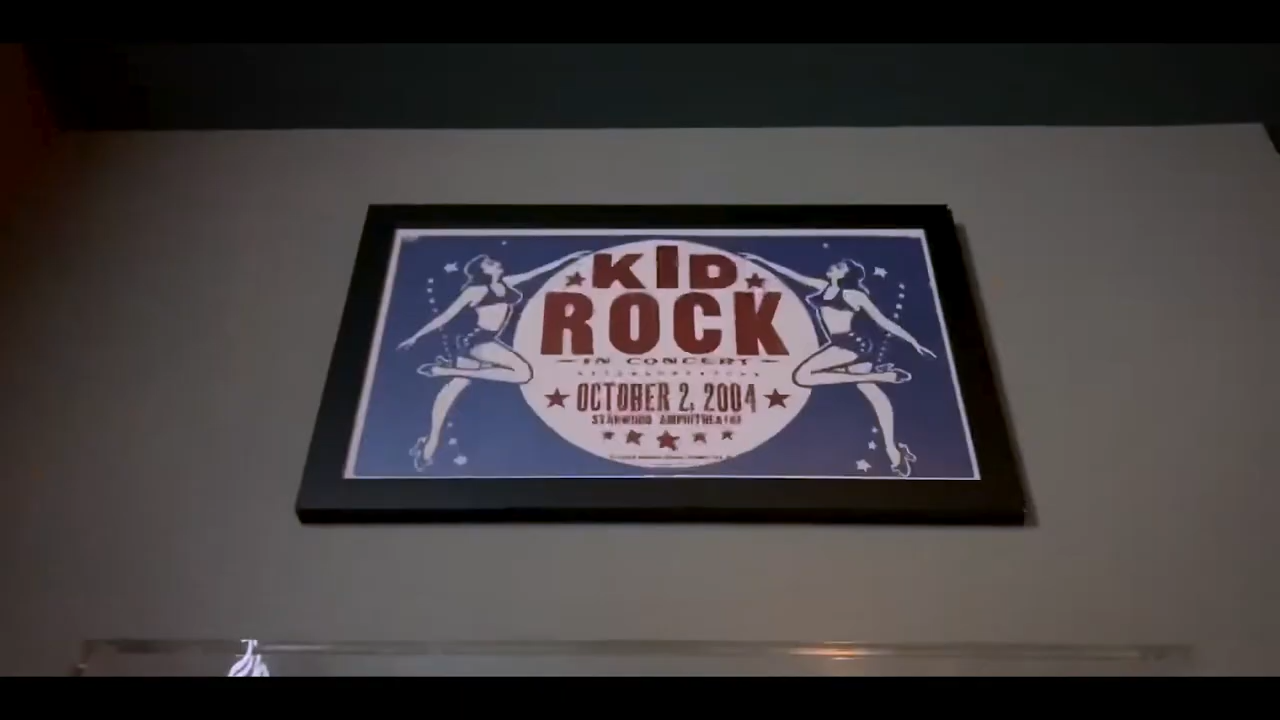 KID
ROCK
IN CONCERT
OCTOBER 2, 2004
STARWOOD AMPHITHEATRE